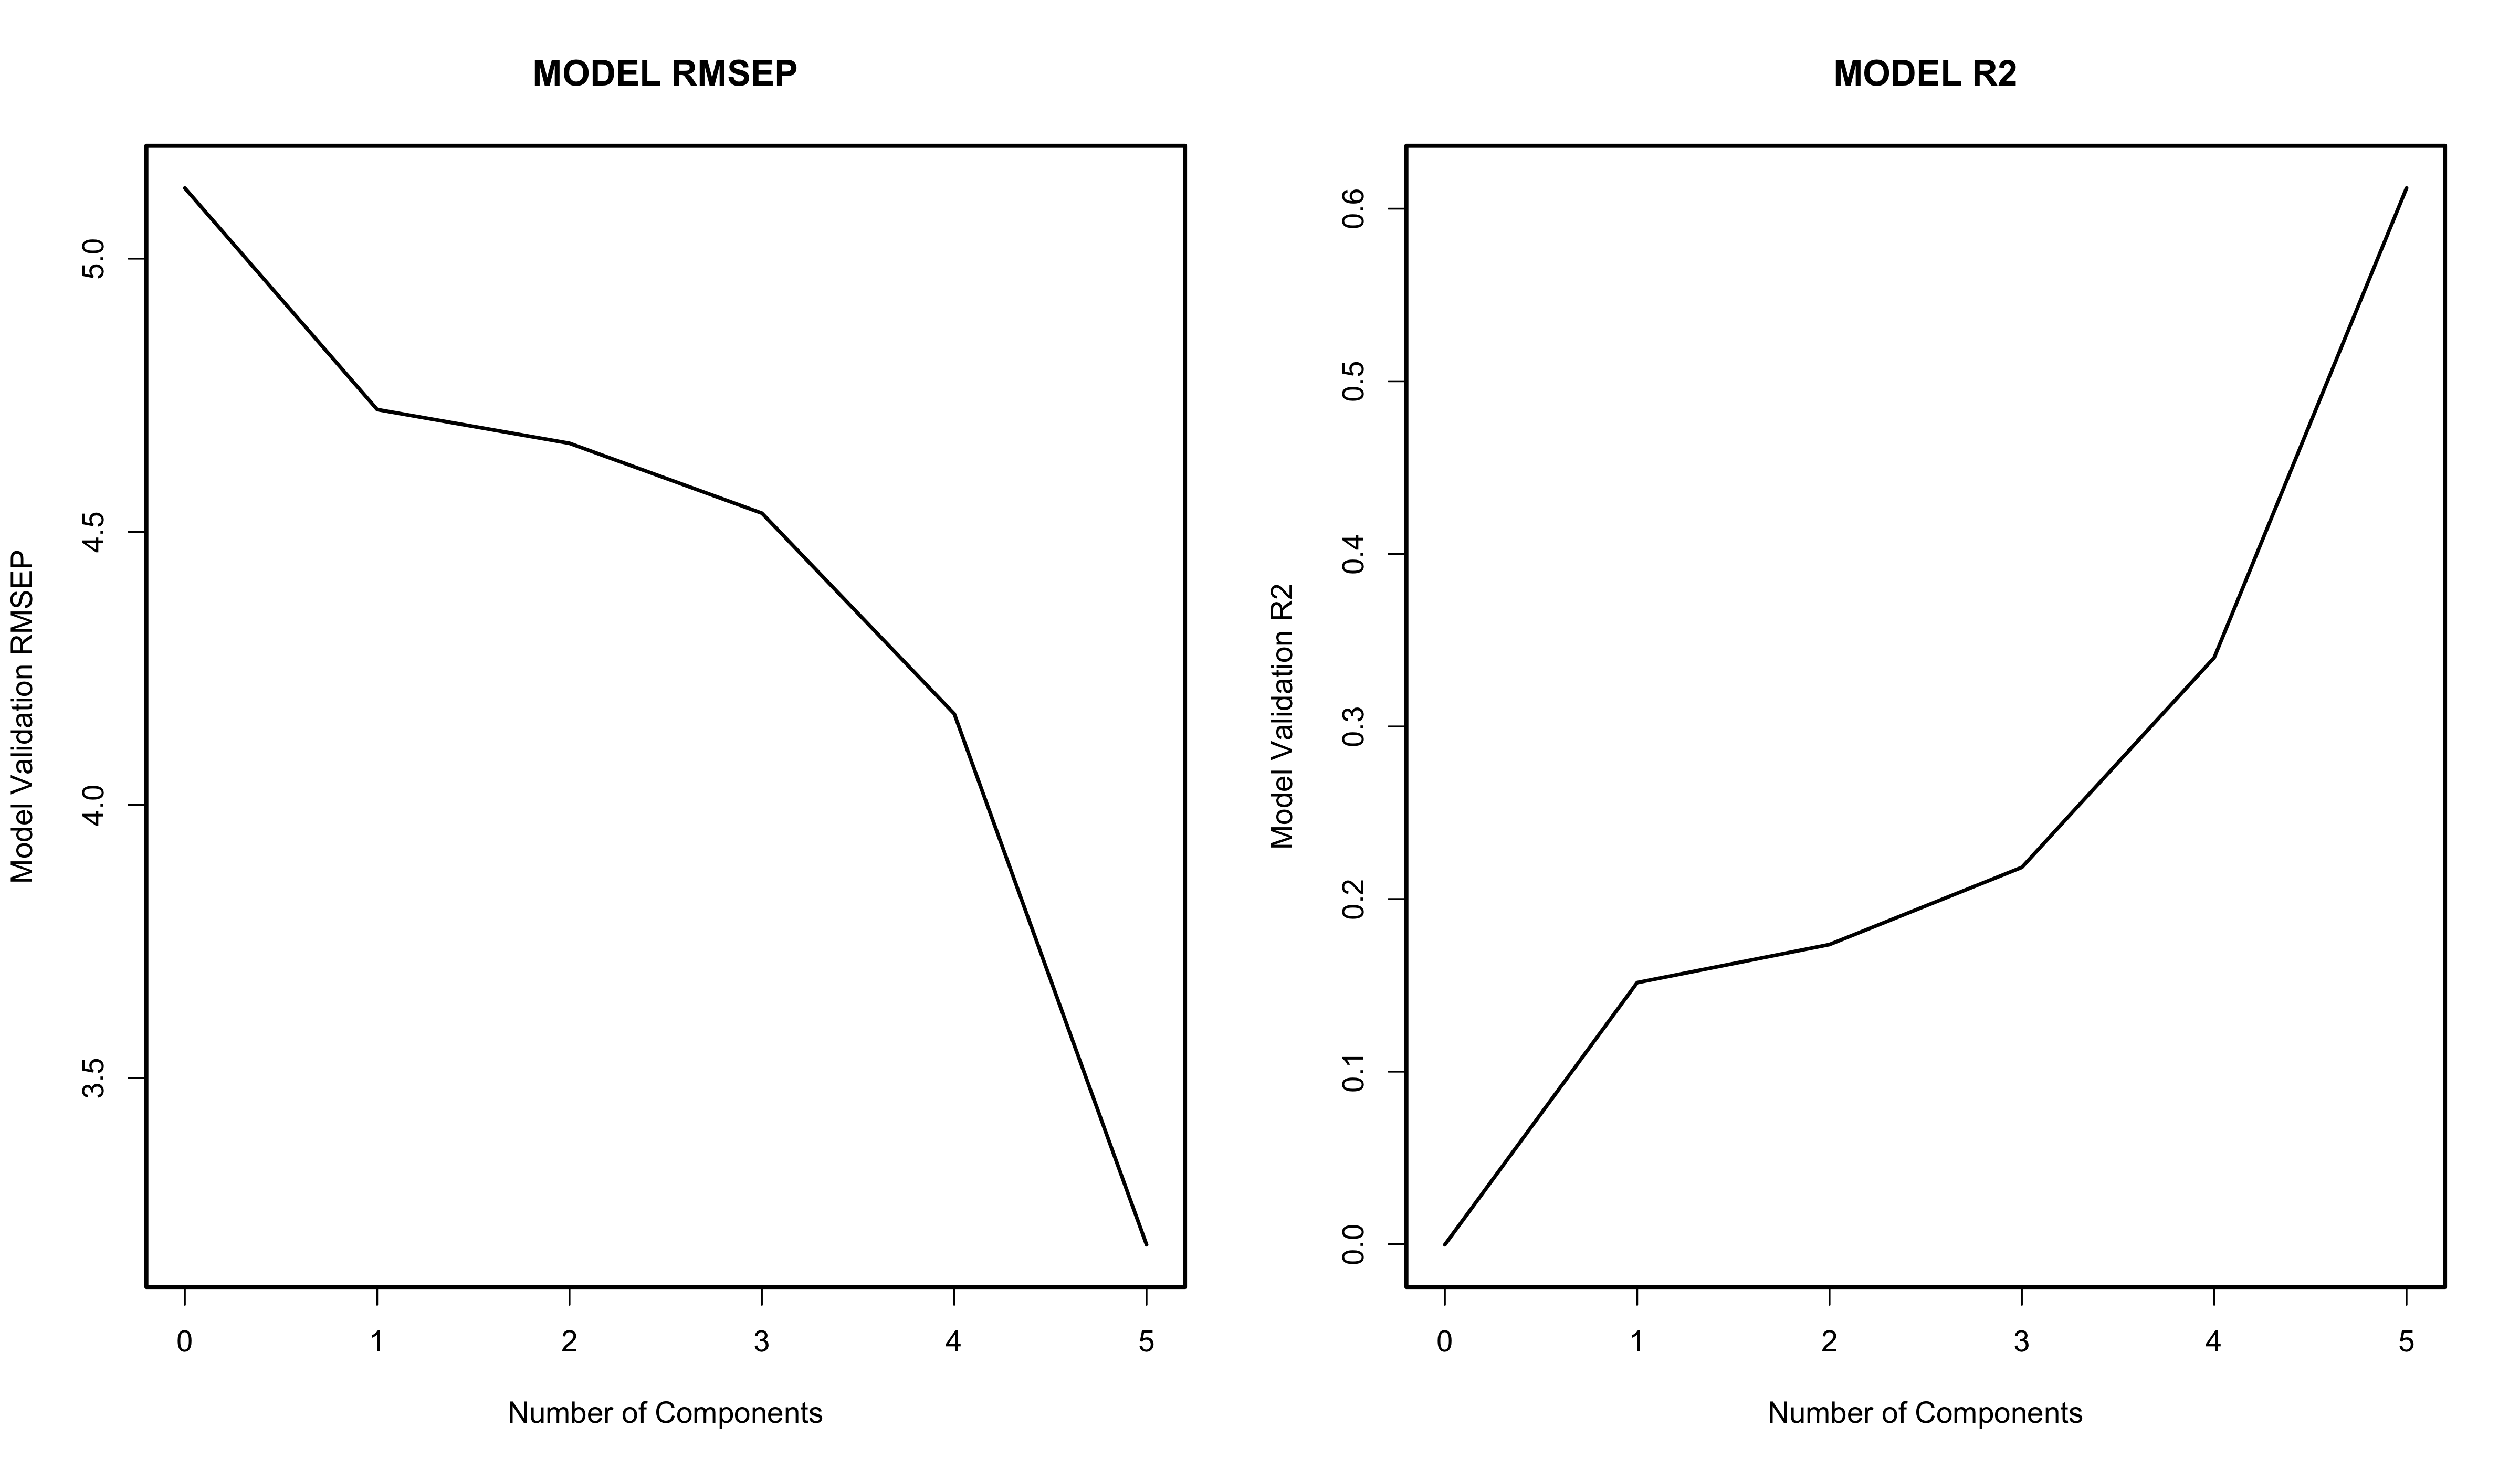 MODEL RMSEP
Model Validation RMSEP
5.0
4.5
4.0
3.5
0 1 2 3 4 5
Number of Components
MODEL R2
Model Validation R2
0.6
0.5
0.4
0.3
0.2
0.1
0.0
0 1 2 3 4 5
Number of Components